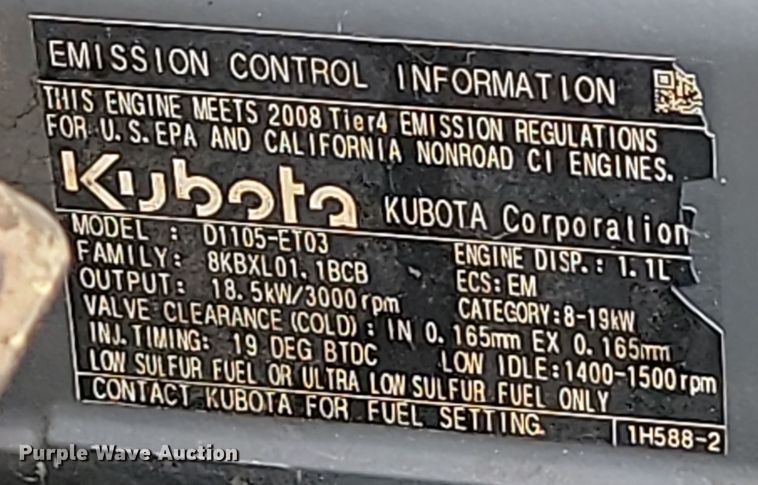 EMISSION CONTROL INFORMATION
THIS ENGINE MEETS 2008 Tier4 EMISSION REGULATIONS
FOR U.S.EPA AND CALIFORNIA NONROAD CI ENGINES.
Kubota KUBOTA Corporation
MODEL : D1105-ET03 ENGINE DISP.: 1.1L
FAMILY: 8KBXL01.1BCB ECS: EM
OUTPUT: 18.5kW/3000rpm CATEGORY:8-19kW
VALVE CLEARANCE (COLD): IN 0.165mm EX 0.165mm
INJ.TIMING: 19 DEG BTDC LOW IDLE:1400-1500rpm
LOW SULFUR FUEL OR ULTRA LOW SULFUR FUEL ONLY
CONTACT KUBOTA FOR FUEL SETTING. 1H588-2
Purple Wave Auction